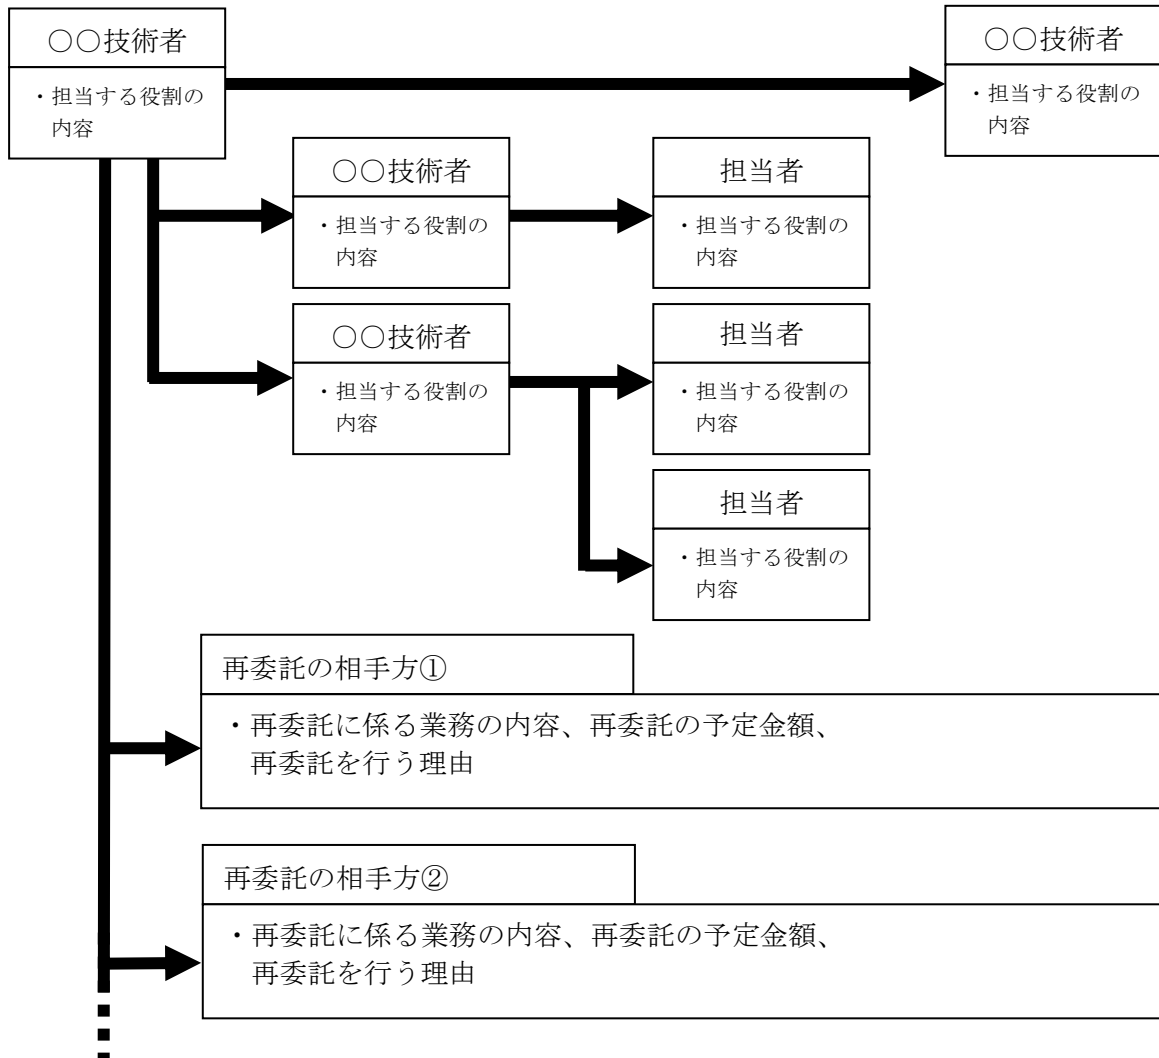 ○○技術者
・担当する役割の
内容
○○技術者
・担当する役割の
内容
○○技術者
・担当する役割の
内容
担当者
・担当する役割の
内容
○○技術者
・担当する役割の
内容
担当者
・担当する役割の
内容
担当者
・担当する役割の
内容
再委託の相手方①
・再委託に係る業務の内容、再委託の予定金額、
再委託を行う理由
再委託の相手方②
・再委託に係る業務の内容、再委託の予定金額、
再委託を行う理由